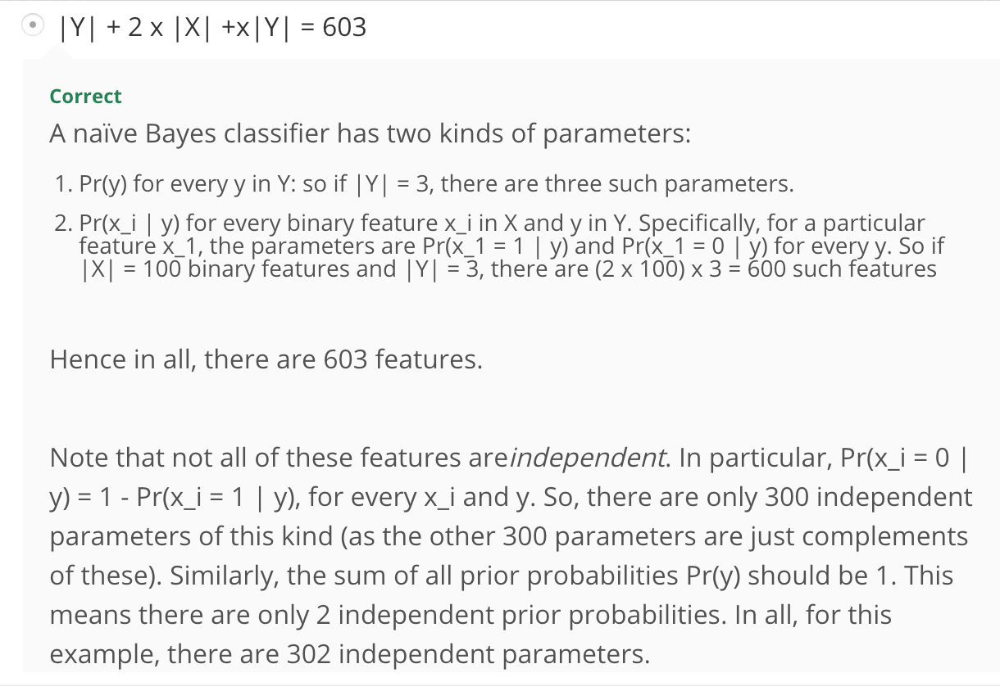 |Y| + 2 x |X| +x|Y| = 603
Correct
A naïve Bayes classifier has two kinds of parameters:
1. Pr(y) for every y in Y: so if |Y| = 3, there are three such parameters.
2. Pr(x_i | y) for every binary feature x_i in X and y in Y. Specifically, for a particular
feature x_1, the parameters are Pr(x_1 = 1 | y) and Pr(x_1 = 0 | y) for every y. So if
|X| = 100 binary features and |Y| = 3, there are (2 x 100) x 3 = 600 such features
Hence in all, there are 603 features.
Note that not all of these features are independent. In particular, Pr(x_i = 0 |
y) = 1 - Pr(x_i = 1 | y), for every x_i and y. So, there are only 300 independent
parameters of this kind (as the other 300 parameters are just complements
of these). Similarly, the sum of all prior probabilities Pr(y) should be 1. This
means there are only 2 independent prior probabilities. In all, for this
example, there are 302 independent parameters.